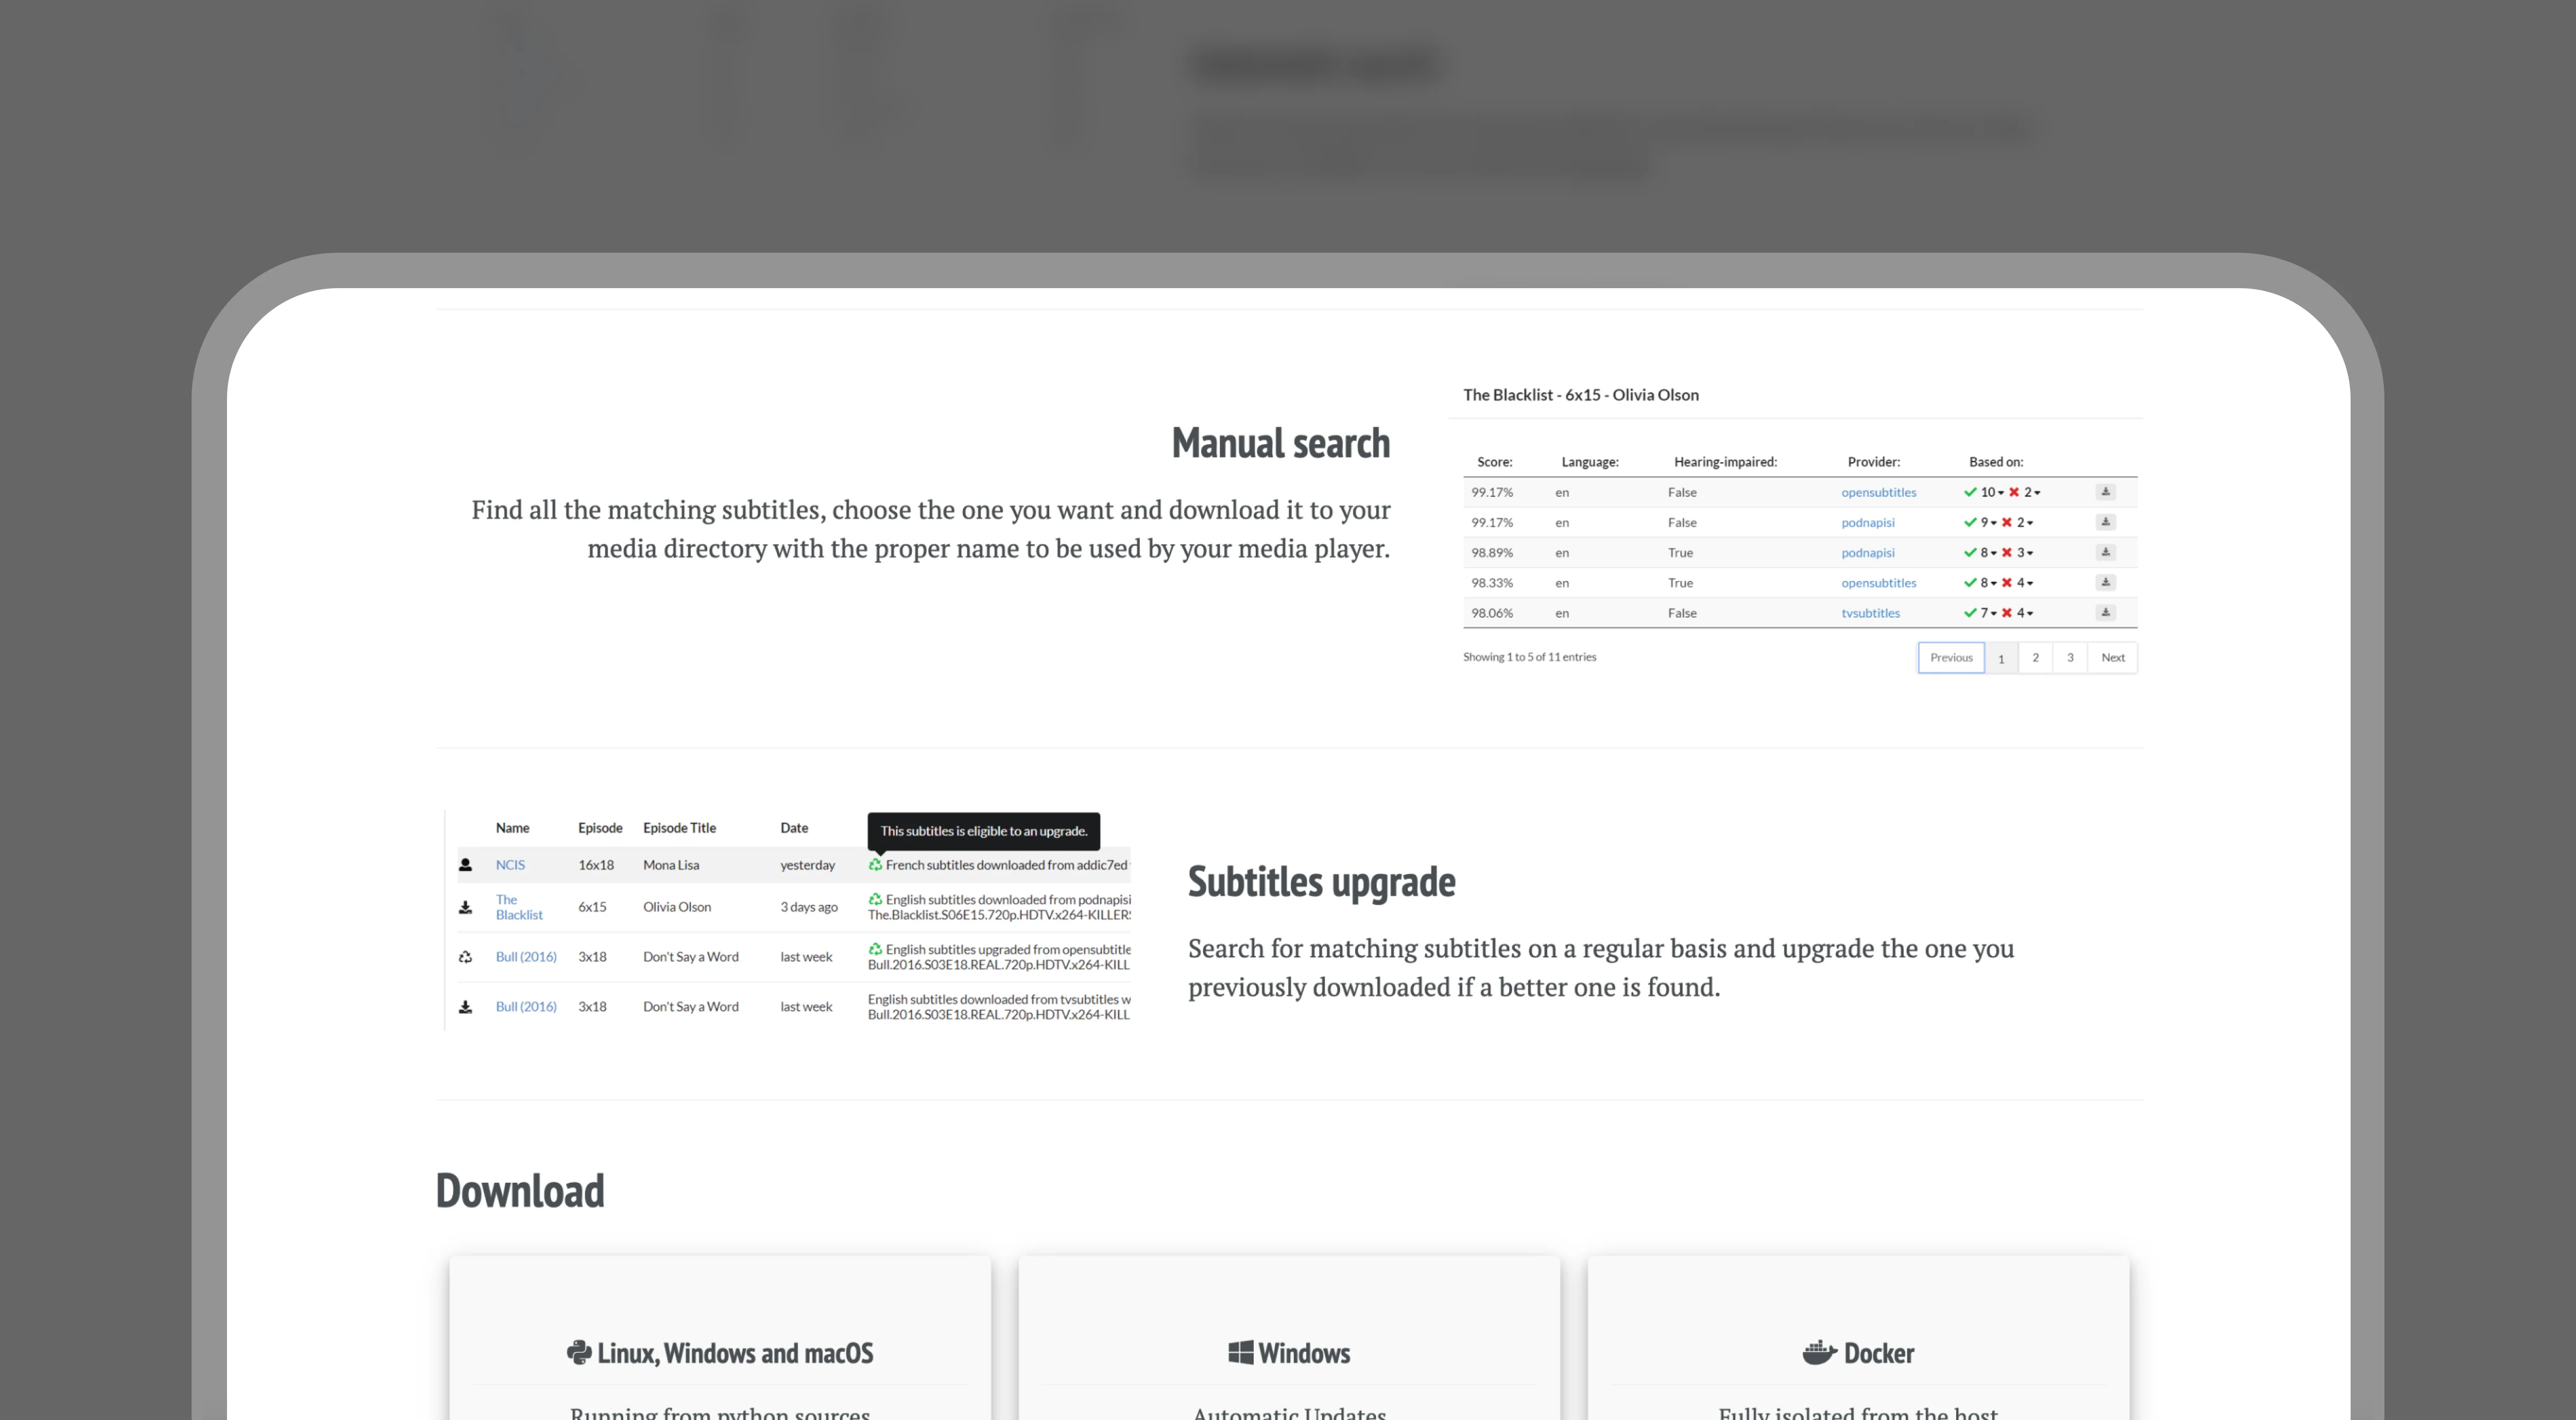 Manual search
Find all the matching subtitles, choose the one you want and download it to your
media directory with the proper name to be used by your media player.
The Blacklist - 6x15 - Olivia Olson
Score: Language: Hearing-impaired: Provider: Based on:
99.17% en False opensubtitles 10 2
99.17% en False podnapisi 9 2
98.89% en True podnapisi 8 3
98.33% en True opensubtitles 8 4
98.06% en False tvsubtitles 7 4
Showing 1 to 5 of 11 entries Previous 1 2 3 Next
Name Episode Episode Title Date
This subtitles is eligible to an upgrade.
NCIS 16x18 Mona Lisa yesterday French subtitles downloaded from addic7ed
The
Blacklist
6x15 Olivia Olson 3 days ago
English subtitles downloaded from podnapisi
The.Blacklist.S06E15.720p.HDTV.x264-KILLERS
Bull (2016) 3x18 Don't Say a Word last week
English subtitles upgraded from opensubtitle
Bull.2016.S03E18.REAL.720p.HDTV.x264-KILL
Bull (2016) 3x18 Don't Say a Word last week
English subtitles downloaded from tvsubtitles w
Bull.2016.S03E18.REAL.720p.HDTV.x264-KILL
Subtitles upgrade
Search for matching subtitles on a regular basis and upgrade the one you
previously downloaded if a better one is found.
Download
Linux, Windows and macOS
Running from python sources
Windows
Automatic Updates
Docker
Fully isolated from the host